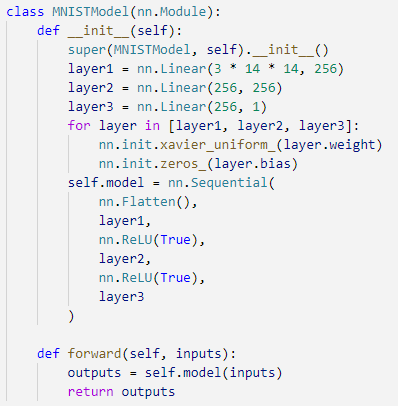 class MNISTModel(nn.Module):
    def __init__(self):
        super(MNISTModel, self).__init__()
        layer1 = nn.Linear(3 * 14 * 14, 256)
        layer2 = nn.Linear(256, 256)
        layer3 = nn.Linear(256, 1)
        for layer in [layer1, layer2, layer3]:
            nn.init.xavier_uniform_(layer.weight)
            nn.init.zeros_(layer.bias)
        self.model = nn.Sequential(
            nn.Flatten(),
            layer1,
            nn.ReLU(True),
            layer2,
            nn.ReLU(True),
            layer3
        )

    def forward(self, inputs):
        outputs = self.model(inputs)
        return outputs